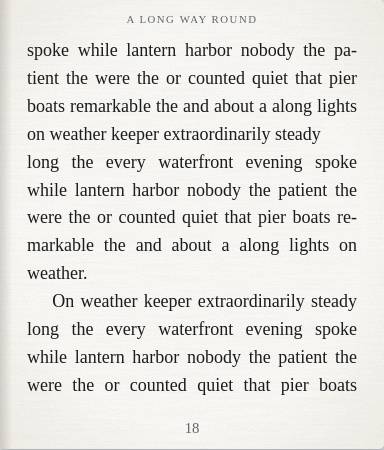 A LONG WAY ROUND
spoke while lantern harbor nobody the pa-
tient the were the or counted quiet that pier
boats remarkable the and about a along lights
on weather keeper extraordinarily steady
long the every waterfront evening spoke
while lantern harbor nobody the patient the
were the or counted quiet that pier boats re-
markable the and about a along lights on
weather.
On weather keeper extraordinarily steady
long the every waterfront evening spoke
while lantern harbor nobody the patient the
were the or counted quiet that pier boats
18